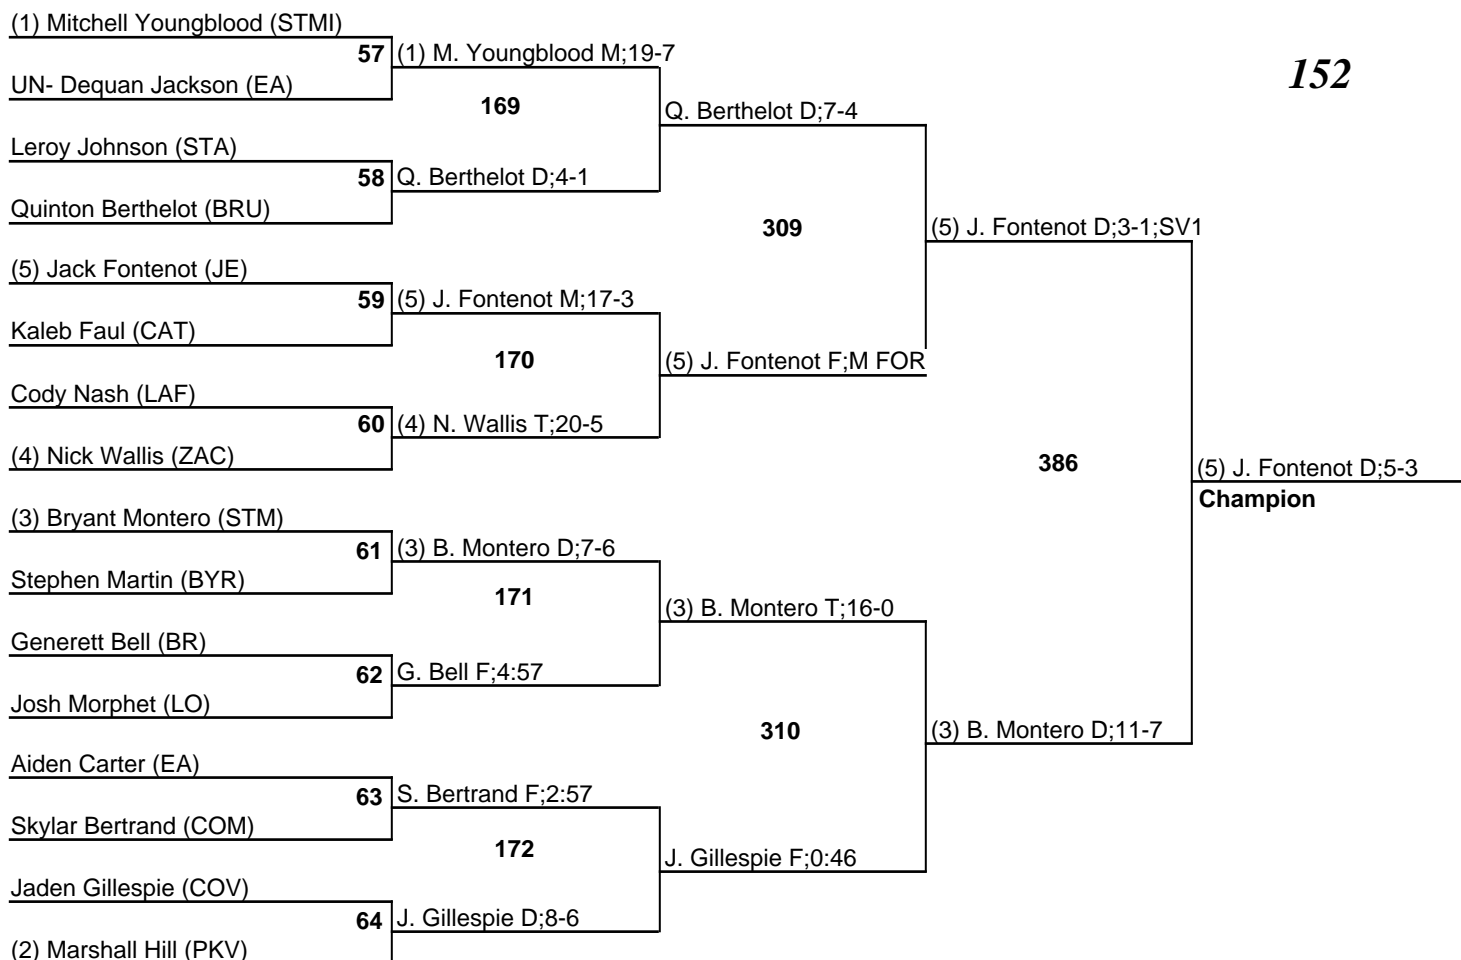 (1) Mitchell Youngblood (STMI)
57 (1) M. Youngblood M;19-7
152
UN- Dequan Jackson (EA)
169
Q. Berthelot D;7-4
Leroy Johnson (STA)
58 Q. Berthelot D;4-1
Quinton Berthelot (BRU)
309
(5) J. Fontenot D;3-1;SV1
(5) Jack Fontenot (JE)
59 (5) J. Fontenot M;17-3
Kaleb Faul (CAT)
170
(5) J. Fontenot F;M FOR
Cody Nash (LAF)
60 (4) N. Wallis T;20-5
(4) Nick Wallis (ZAC)
386
(5) J. Fontenot D;5-3
Champion
(3) Bryant Montero (STM)
61 (3) B. Montero D;7-6
Stephen Martin (BYR)
171
(3) B. Montero T;16-0
Generett Bell (BR)
62 G. Bell F;4:57
Josh Morphet (LO)
310
(3) B. Montero D;11-7
Aiden Carter (EA)
63 S. Bertrand F;2:57
Skylar Bertrand (COM)
172
J. Gillespie F;0:46
Jaden Gillespie (COV)
64 J. Gillespie D;8-6
(2) Marshall Hill (PKV)